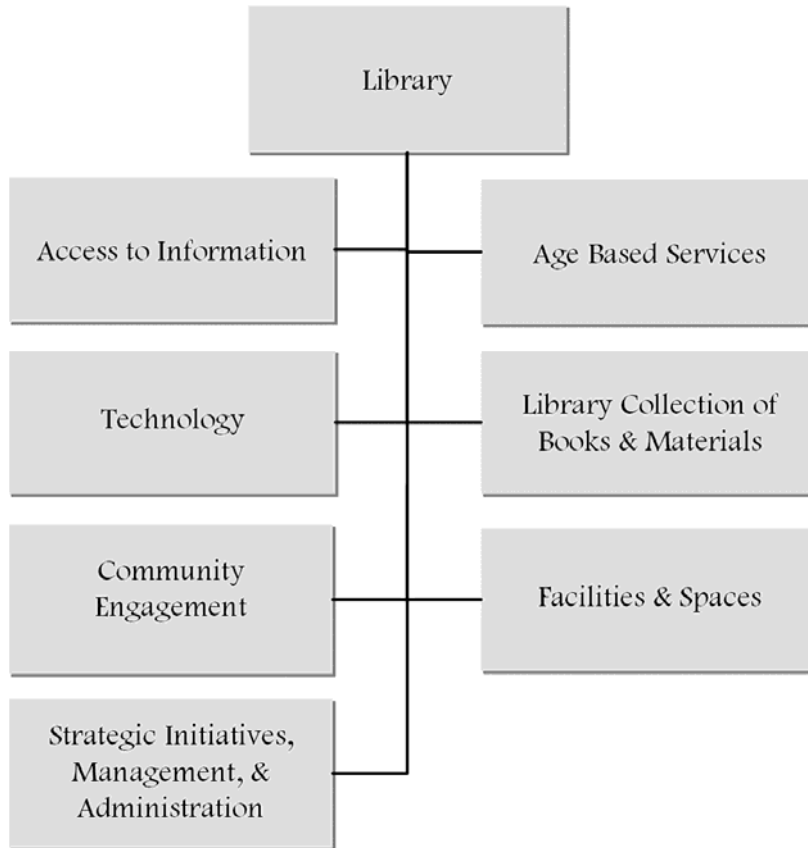 Library
Access to Information
Age Based Services
Technology
Library Collection of
Books & Materials
Community
Engagement
Facilities & Spaces
Strategic Initiatives,
Management, &
Administration